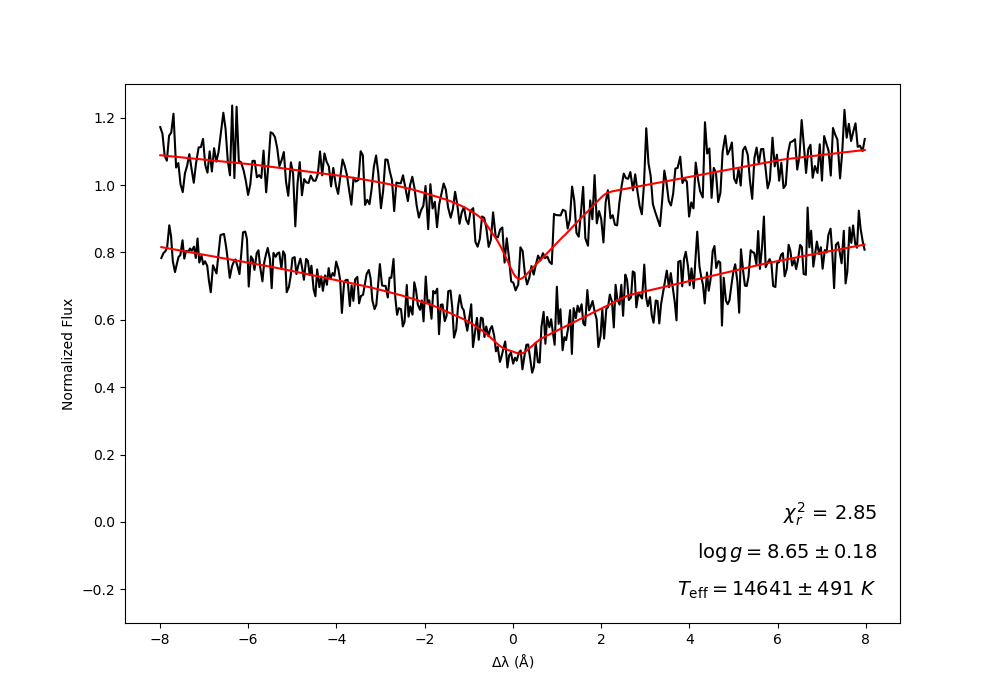 1.2
1.0
0.8
0.6
0.4
0.2
0.0
−0.2
Normalized Flux
χ²ᵣ = 2.85
log g = 8.65 ± 0.18
T_eff = 14641 ± 491 K
−8 −6 −4 −2 0 2 4 6 8
Δλ (Å)